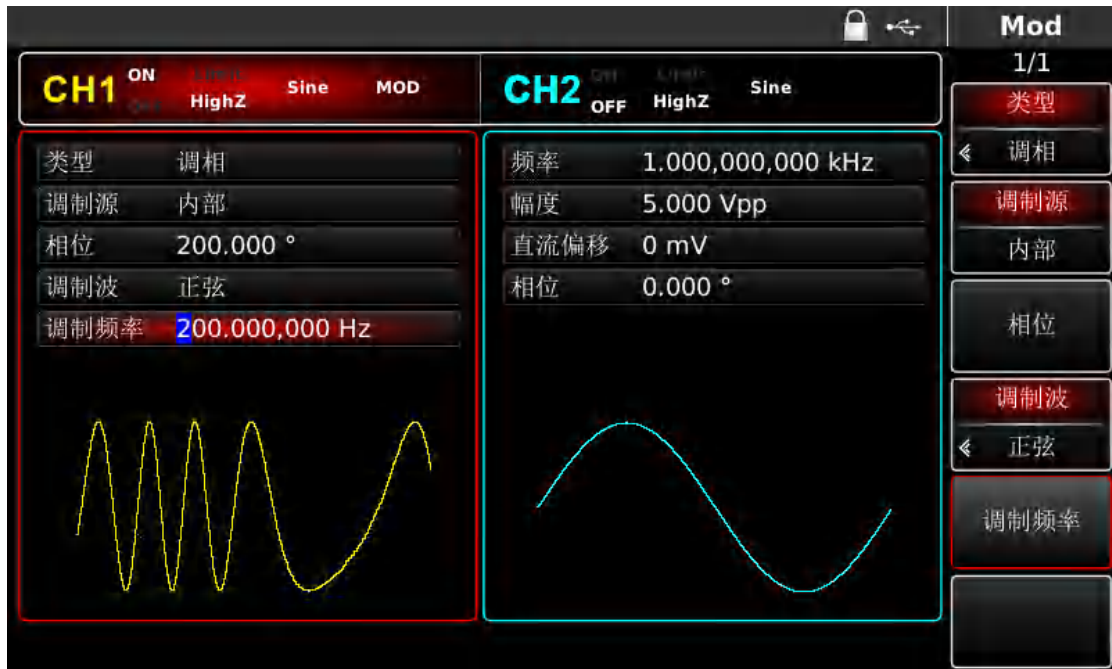 Mod
1/1
CH1 ON HighZ Sine MOD
CH2 OFF HighZ Sine
类型 调相
调制源 内部
相位 200.000 °
调制波 正弦
调制频率 200.000,000 Hz
频率 1.000,000,000 kHz
幅度 5.000 Vpp
直流偏移 0 mV
相位 0.000 °
类型
调相
调制源
内部
相位
调制波
正弦
调制频率